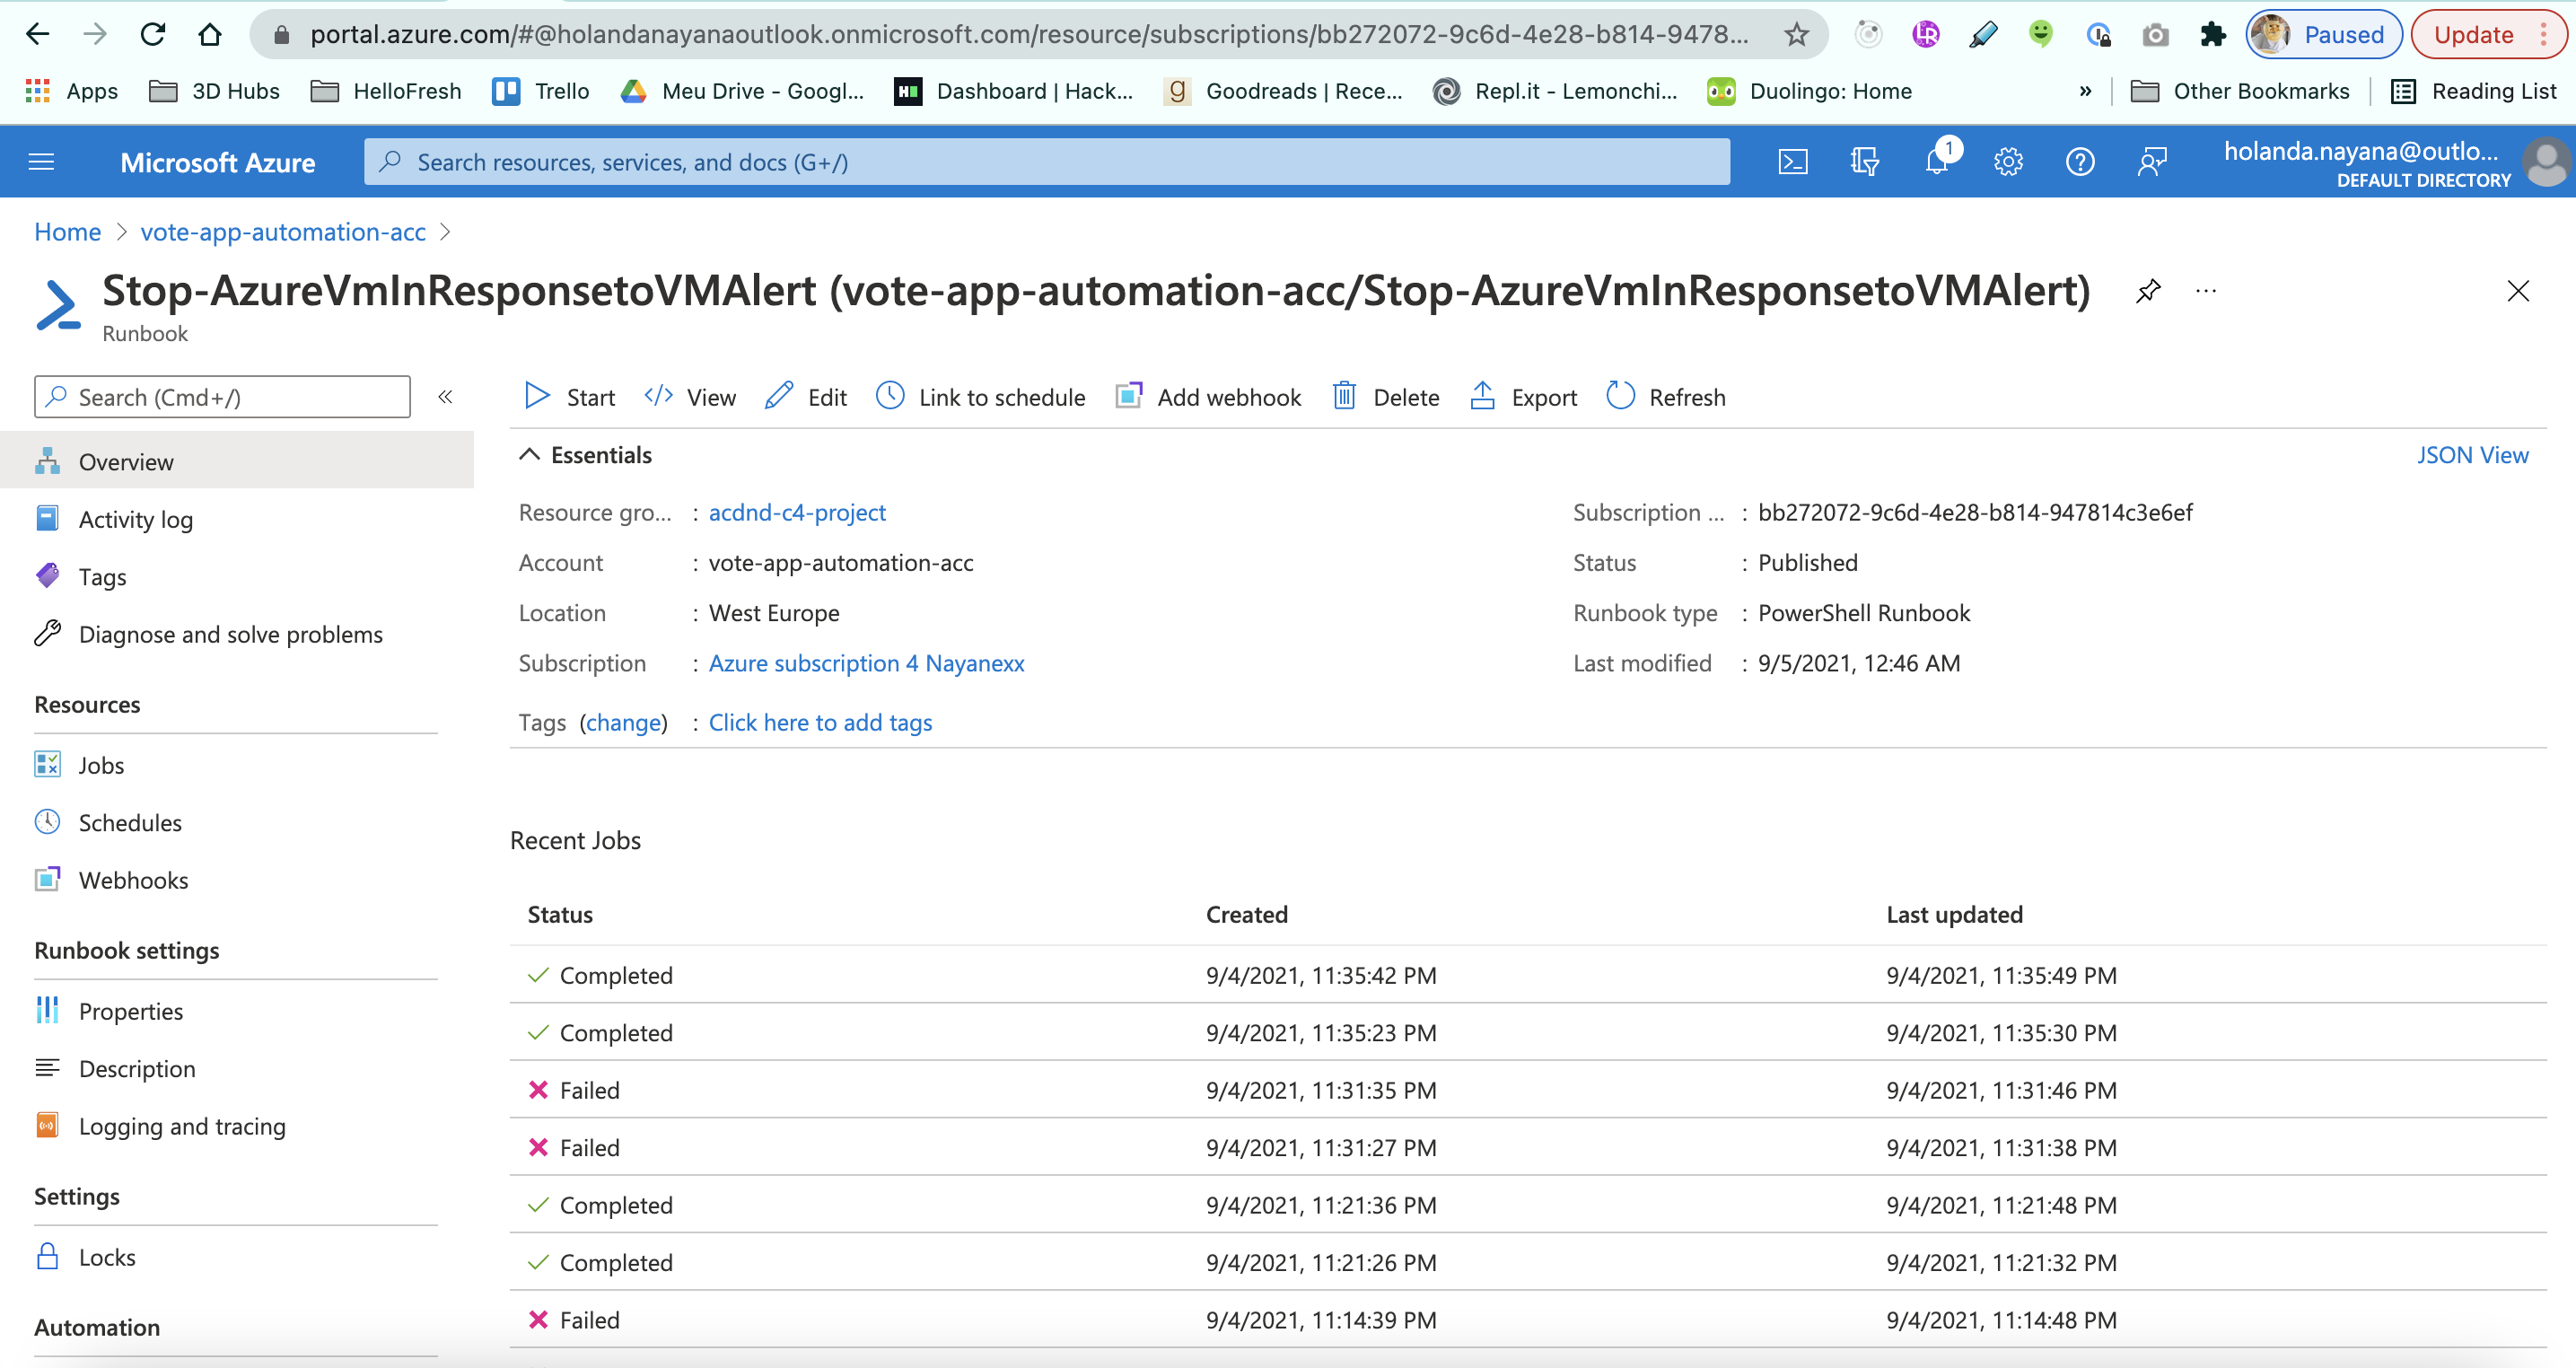 portal.azure.com/#@holandanayanaoutlook.onmicrosoft.com/resource/subscriptions/bb272072-9c6d-4e28-b814-9478...
LR
Paused
Update
Apps
3D Hubs
HelloFresh
Trello
Meu Drive - Googl...
Dashboard | Hack...
Goodreads | Rece...
Repl.it - Lemonchi...
Duolingo: Home
»
Other Bookmarks
Reading List
Microsoft Azure
Search resources, services, and docs (G+/)
1
holanda.nayana@outlo...
DEFAULT DIRECTORY
Home > vote-app-automation-acc >
Stop-AzureVmInResponsetoVMAlert (vote-app-automation-acc/Stop-AzureVmInResponsetoVMAlert)
...
Runbook
Search (Cmd+/)
«
Start
View
Edit
Link to schedule
Add webhook
Delete
Export
Refresh
Overview
Activity log
Tags
Diagnose and solve problems
Resources
Jobs
Schedules
Webhooks
Runbook settings
Properties
Description
Logging and tracing
Settings
Locks
Automation
Essentials
JSON View
Resource gro... : acdnd-c4-project
Account : vote-app-automation-acc
Location : West Europe
Subscription : Azure subscription 4 Nayanexx
Tags (change) : Click here to add tags
Subscription ... : bb272072-9c6d-4e28-b814-947814c3e6ef
Status : Published
Runbook type : PowerShell Runbook
Last modified : 9/5/2021, 12:46 AM
Recent Jobs
Status Created Last updated
Completed 9/4/2021, 11:35:42 PM 9/4/2021, 11:35:49 PM
Completed 9/4/2021, 11:35:23 PM 9/4/2021, 11:35:30 PM
Failed 9/4/2021, 11:31:35 PM 9/4/2021, 11:31:46 PM
Failed 9/4/2021, 11:31:27 PM 9/4/2021, 11:31:38 PM
Completed 9/4/2021, 11:21:36 PM 9/4/2021, 11:21:48 PM
Completed 9/4/2021, 11:21:26 PM 9/4/2021, 11:21:32 PM
Failed 9/4/2021, 11:14:39 PM 9/4/2021, 11:14:48 PM